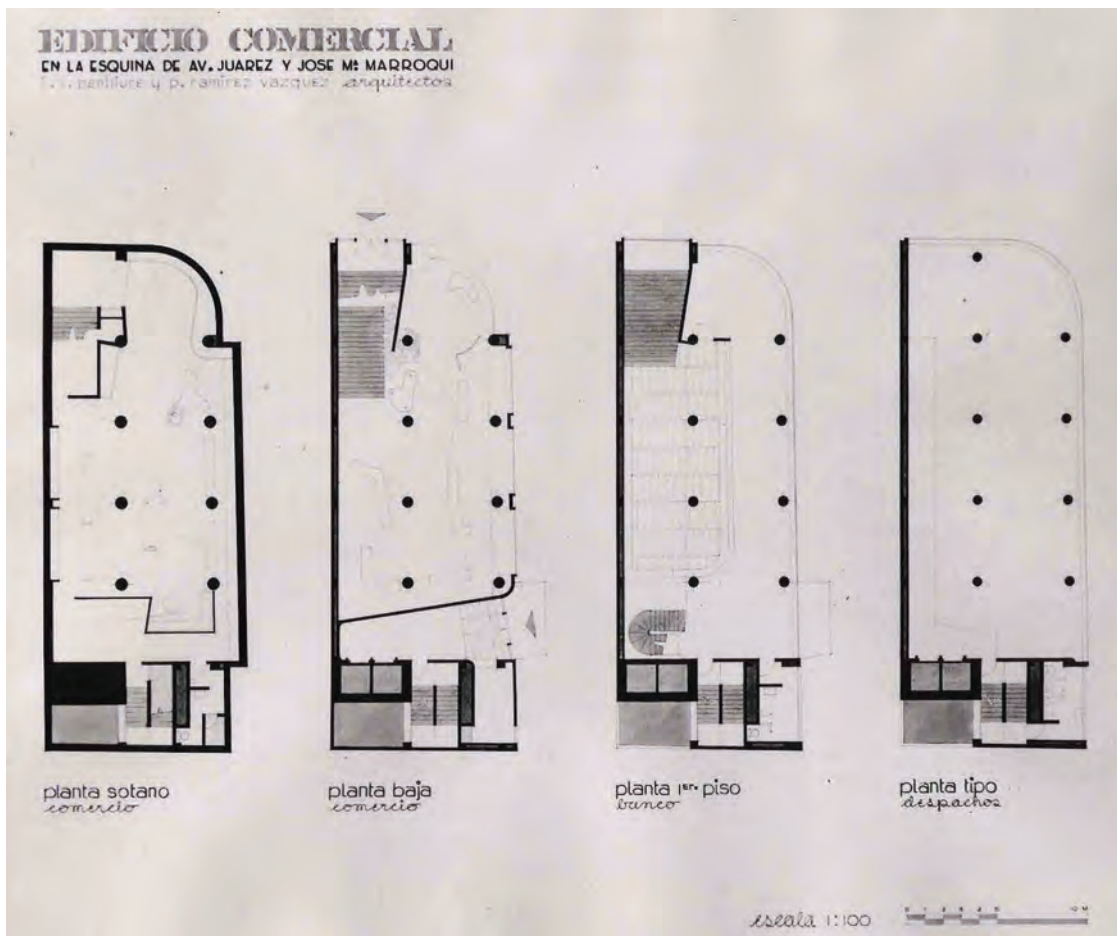 EDIFICIO COMERCIAL
EN LA ESQUINA DE AV. JUAREZ Y JOSE Mª MARROQUI
y p. ramírez vazquez arquitectos
planta sotano
comercio
planta baja
comercio
planta 1er. piso
banco
planta tipo
despachos
escala 1:100